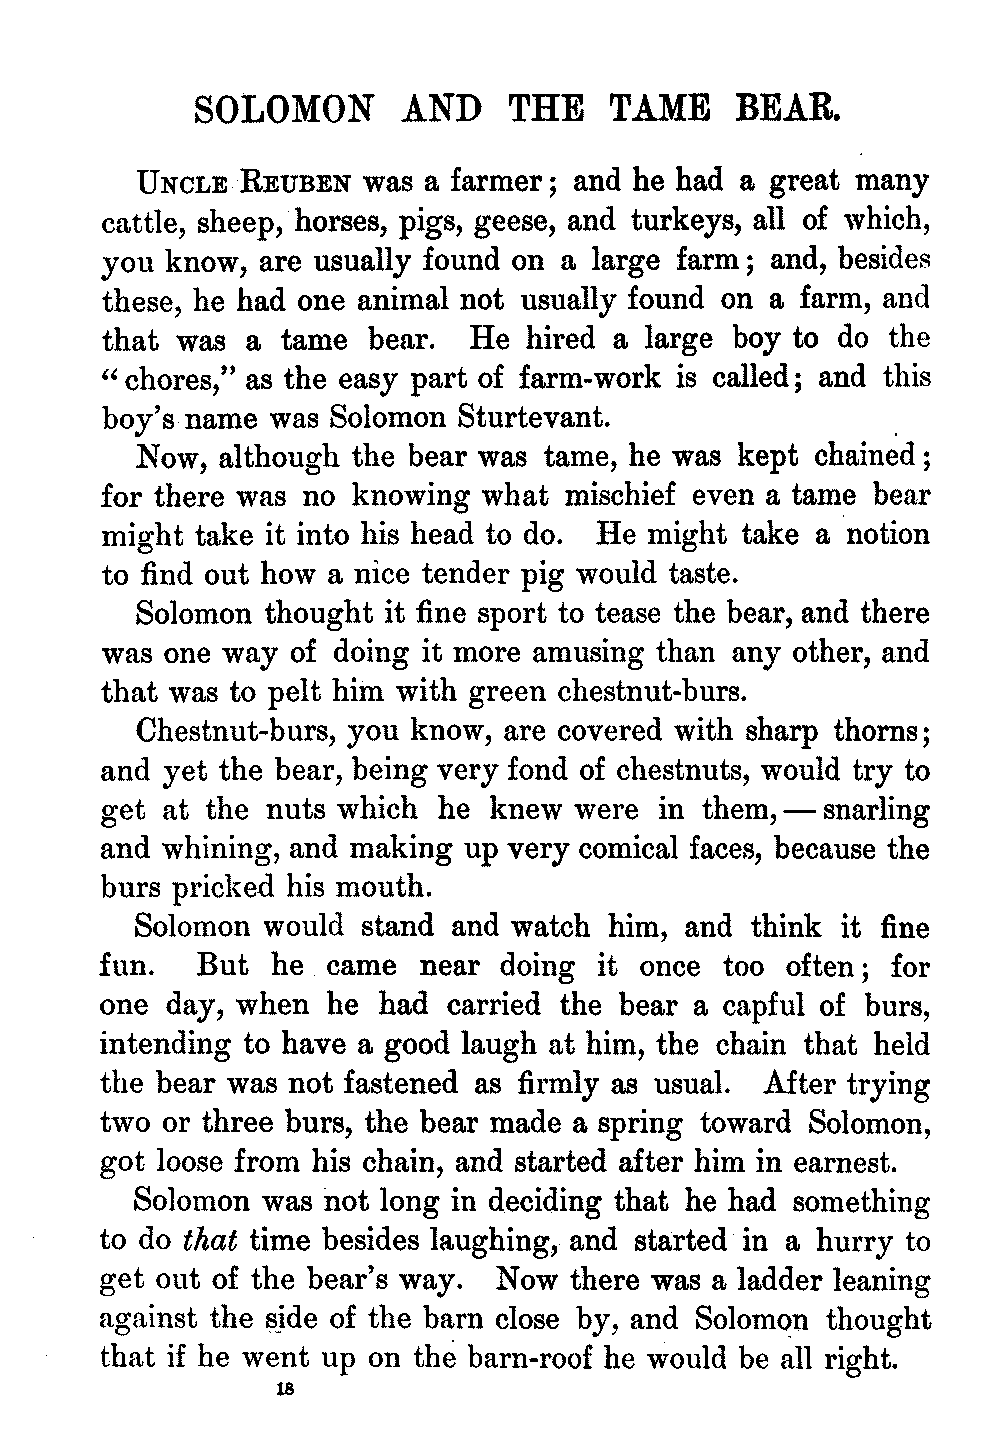 SOLOMON AND THE TAME BEAR.
UNCLE REUBEN was a farmer; and he had a great many
cattle, sheep, horses, pigs, geese, and turkeys, all of which,
you know, are usually found on a large farm; and, besides
these, he had one animal not usually found on a farm, and
that was a tame bear. He hired a large boy to do the
“chores,” as the easy part of farm-work is called; and this
boy's name was Solomon Sturtevant.
Now, although the bear was tame, he was kept chained;
for there was no knowing what mischief even a tame bear
might take it into his head to do. He might take a notion
to find out how a nice tender pig would taste.
Solomon thought it fine sport to tease the bear, and there
was one way of doing it more amusing than any other, and
that was to pelt him with green chestnut-burs.
Chestnut-burs, you know, are covered with sharp thorns;
and yet the bear, being very fond of chestnuts, would try to
get at the nuts which he knew were in them, — snarling
and whining, and making up very comical faces, because the
burs pricked his mouth.
Solomon would stand and watch him, and think it fine
fun. But he came near doing it once too often; for
one day, when he had carried the bear a capful of burs,
intending to have a good laugh at him, the chain that held
the bear was not fastened as firmly as usual. After trying
two or three burs, the bear made a spring toward Solomon,
got loose from his chain, and started after him in earnest.
Solomon was not long in deciding that he had something
to do that time besides laughing, and started in a hurry to
get out of the bear's way. Now there was a ladder leaning
against the side of the barn close by, and Solomon thought
that if he went up on the barn-roof he would be all right.
18